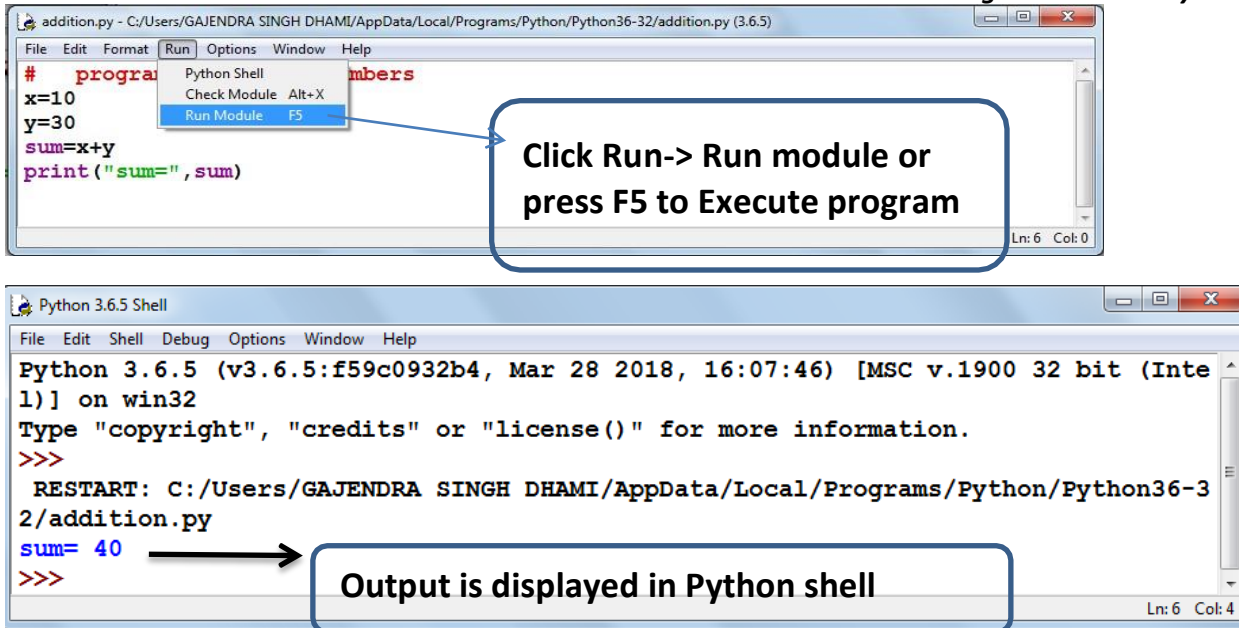 addition.py - C:/Users/GAJENDRA SINGH DHAMI/AppData/Local/Programs/Python/Python36-32/addition.py (3.6.5)
File Edit Format Run Options Window Help
# mbers
Python Shell
x=10
Check Module Alt+X
y=30
Run Module F5
sum=x+y
print("sum=",sum)
Click Run-> Run module or
press F5 to Execute program
Ln: 6 Col: 0
Python 3.6.5 Shell
File Edit Shell Debug Options Window Help
Python 3.6.5 (v3.6.5:f59c0932b4, Mar 28 2018, 16:07:46) [MSC v.1900 32 bit (Inte
l)] on win32
Type "copyright", "credits" or "license()" for more information.
>>>
RESTART: C:/Users/GAJENDRA SINGH DHAMI/AppData/Local/Programs/Python/Python36-3
2/addition.py
sum= 40
>>>
Output is displayed in Python shell
Ln: 6 Col: 4